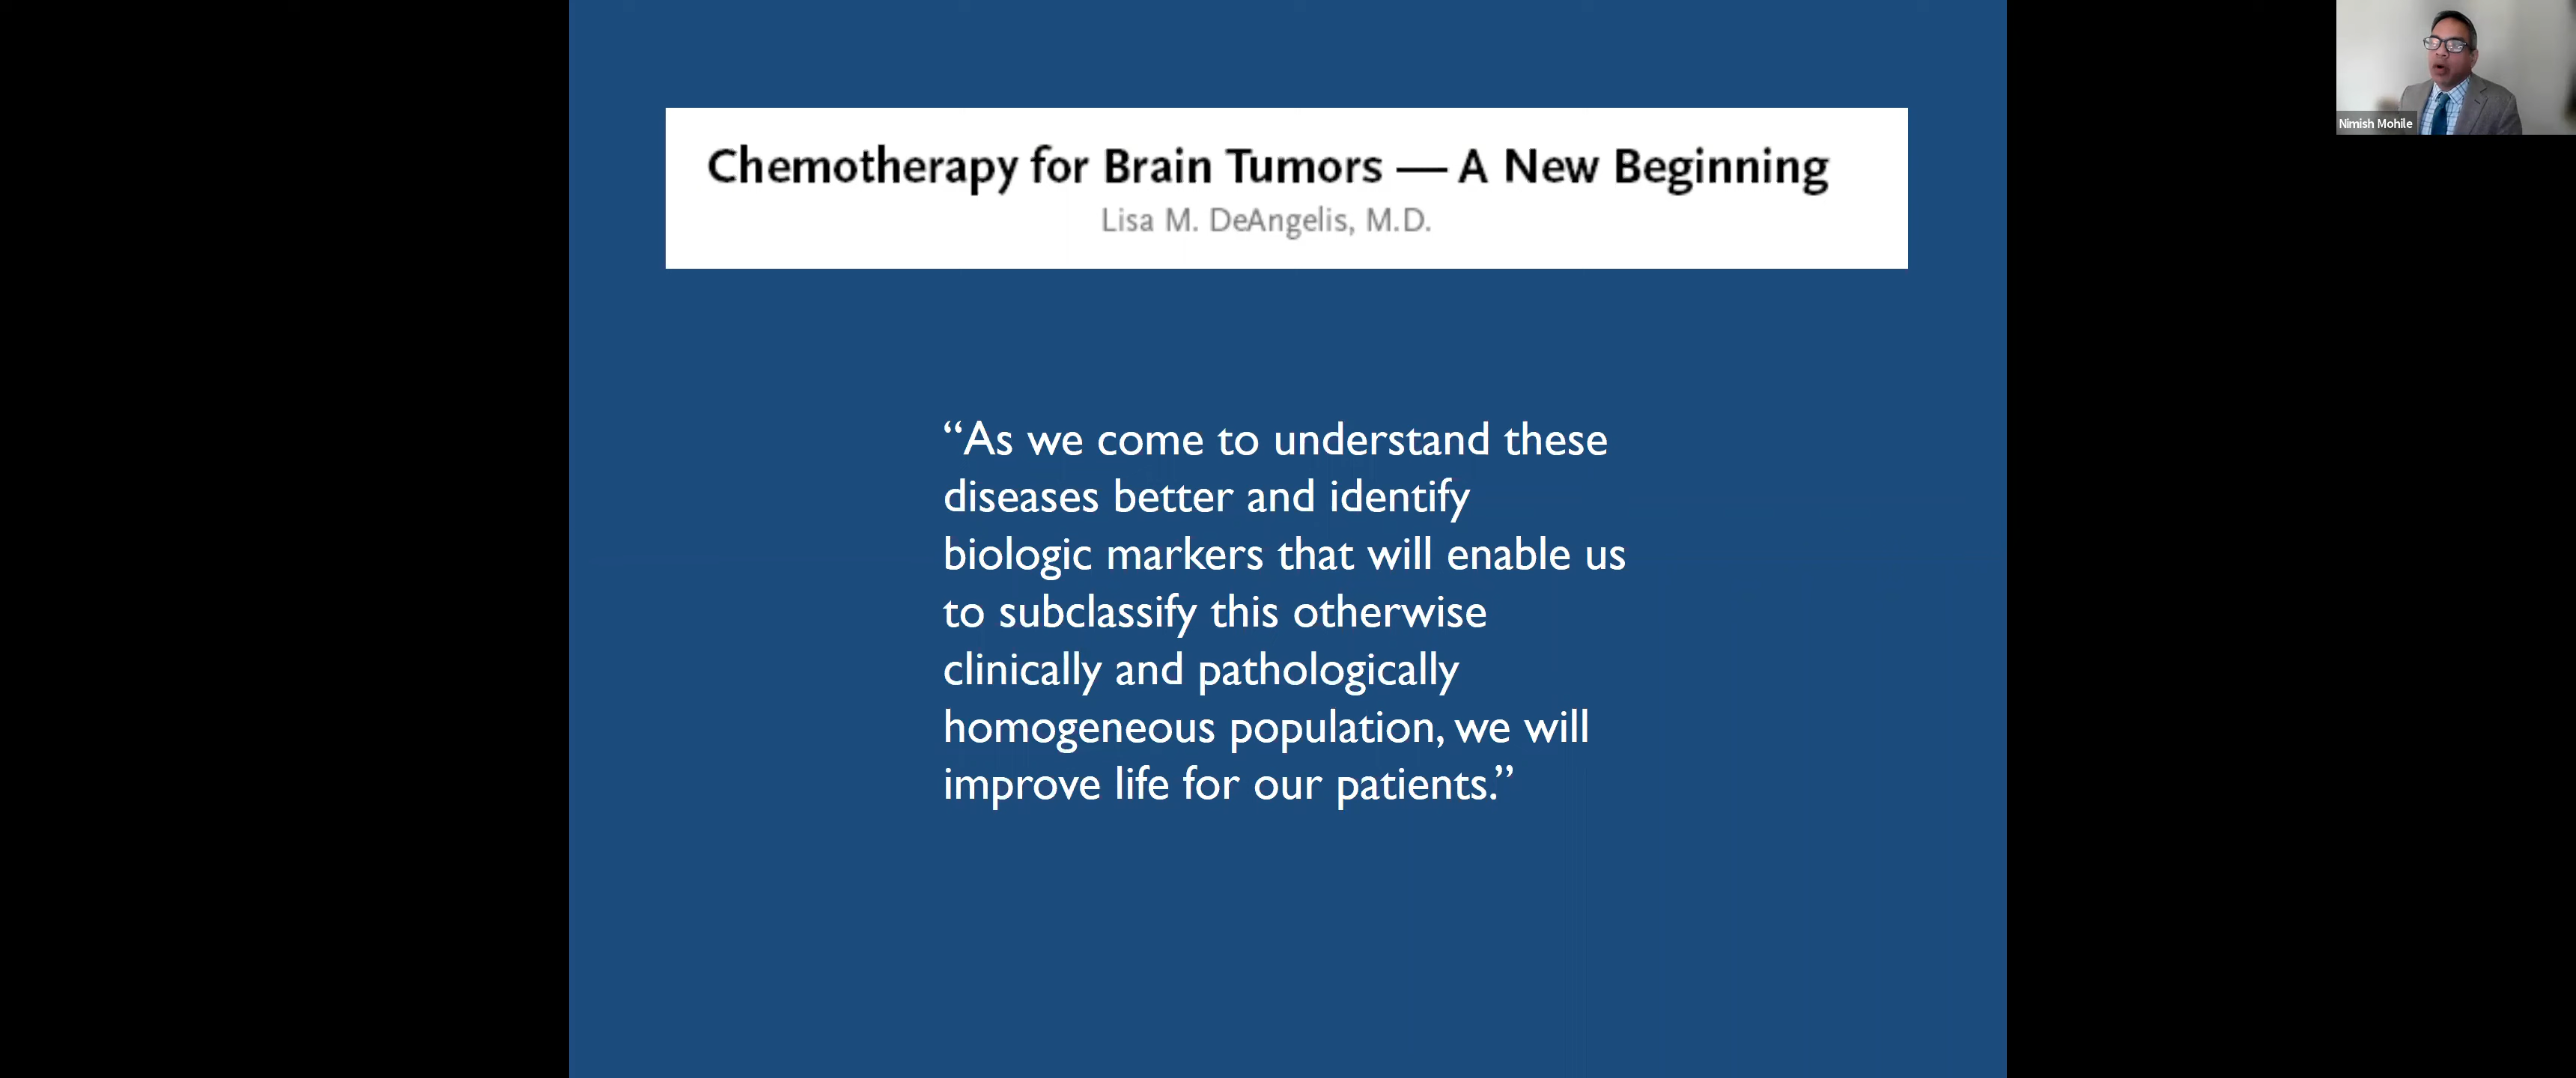 Chemotherapy for Brain Tumors — A New Beginning
Lisa M. DeAngelis, M.D.
“As we come to understand these
diseases better and identify
biologic markers that will enable us
to subclassify this otherwise
clinically and pathologically
homogeneous population, we will
improve life for our patients.”
Nimish Mohile